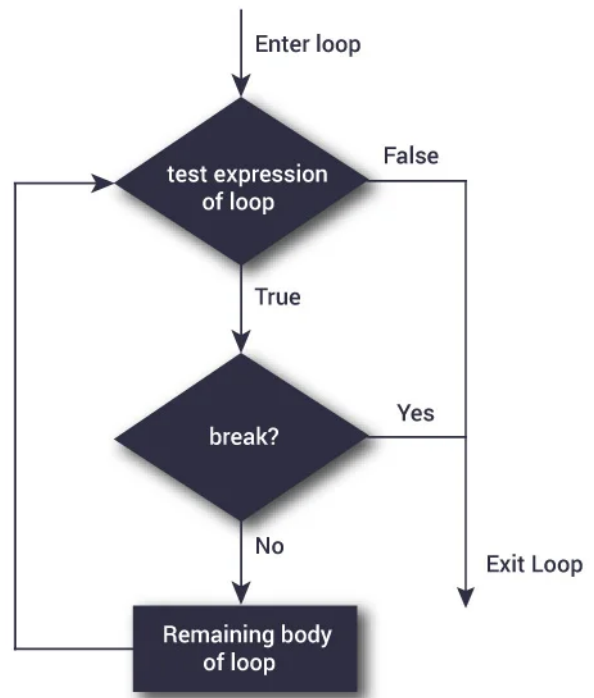 Enter loop
test expression
of loop
False
True
break?
Yes
No
Exit Loop
Remaining body
of loop